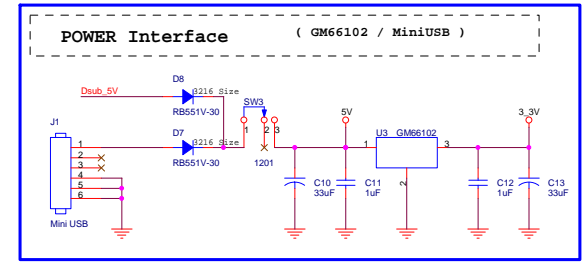 POWER Interface ( GM66102 / MiniUSB )
D8
Dsub_5V 3216 Size
RB551V-30
SW3
5V
3_3V
J1
D7
3216 Size
1 2 3
U3 GM66102
1
2
3
4
5
6
RB551V-30
1201
1 3
2
C10
33uF
C11
1uF
C12
1uF
C13
33uF
Mini USB